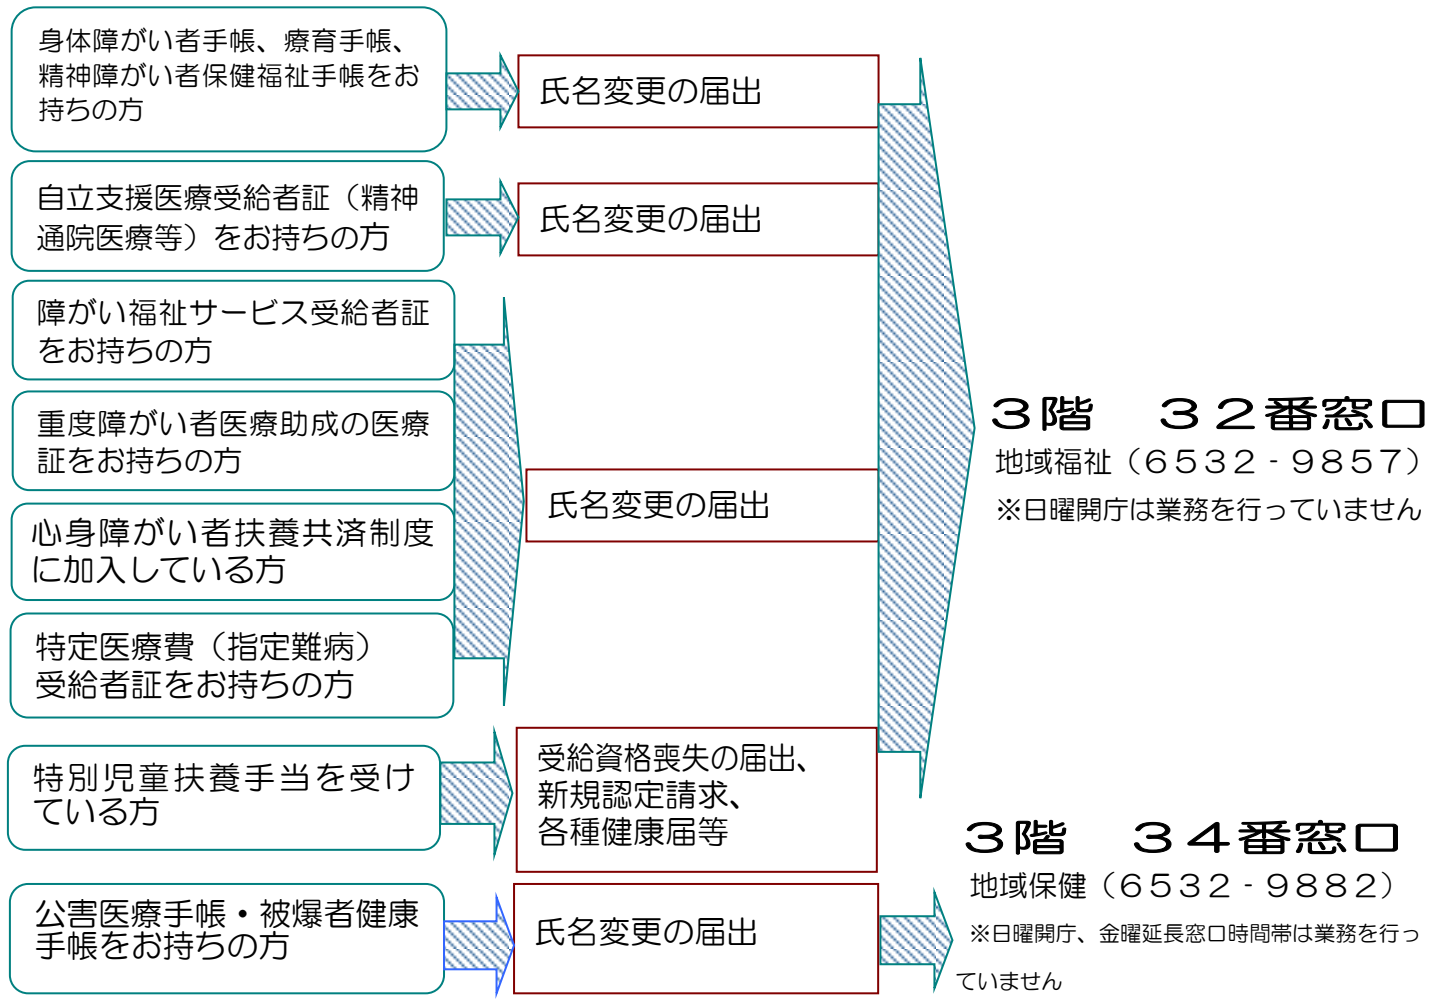 身体障がい者手帳、療育手帳、
精神障がい者保健福祉手帳をお
持ちの方
氏名変更の届出
自立支援医療受給者証（精神
通院医療等）をお持ちの方
氏名変更の届出
障がい福祉サービス受給者証
をお持ちの方
重度障がい者医療助成の医療
証をお持ちの方
心身障がい者扶養共済制度
に加入している方
特定医療費（指定難病）
受給者証をお持ちの方
氏名変更の届出
特別児童扶養手当を受け
ている方
受給資格喪失の届出、
新規認定請求、
各種健康届等
３階　３２番窓口
地域福祉（６５３２‐９８５７）
※日曜開庁は業務を行っていません
公害医療手帳・被爆者健康
手帳をお持ちの方
氏名変更の届出
３階　３４番窓口
地域保健（６５３２‐９８８２）
※日曜開庁、金曜延長窓口時間帯は業務を行っ
ていません